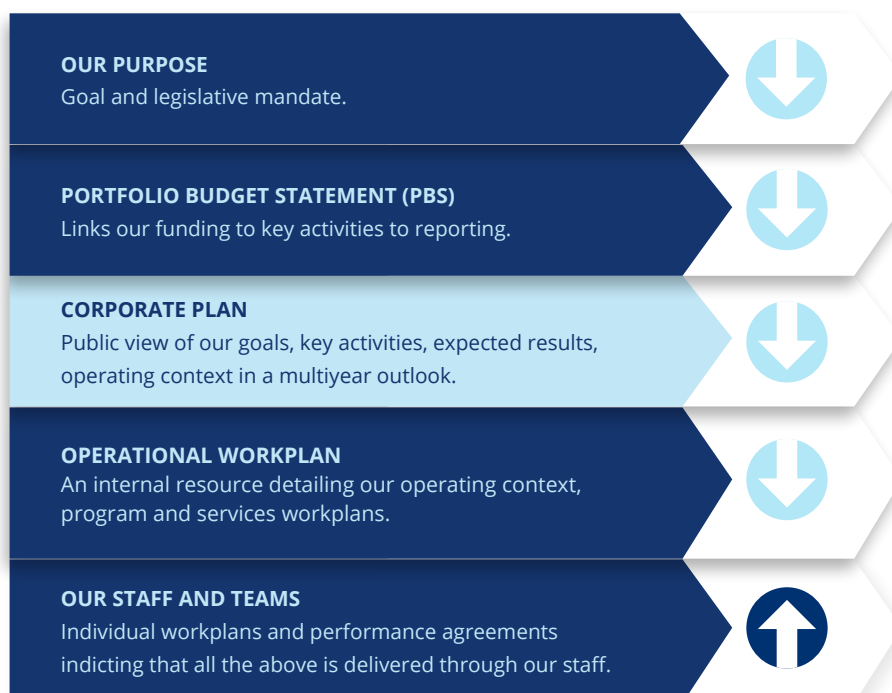 OUR PURPOSE
Goal and legislative mandate.
PORTFOLIO BUDGET STATEMENT (PBS)
Links our funding to key activities to reporting.
CORPORATE PLAN
Public view of our goals, key activities, expected results,
operating context in a multiyear outlook.
OPERATIONAL WORKPLAN
An internal resource detailing our operating context,
program and services workplans.
OUR STAFF AND TEAMS
Individual workplans and performance agreements
indicting that all the above is delivered through our staff.